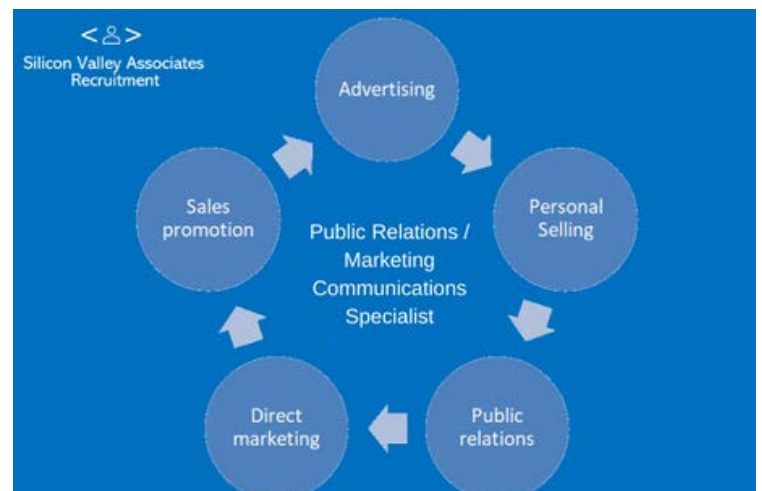 Silicon Valley Associates
Recruitment
Advertising
Personal
Selling
Public
relations
Direct
marketing
Sales
promotion
Public Relations /
Marketing
Communications
Specialist